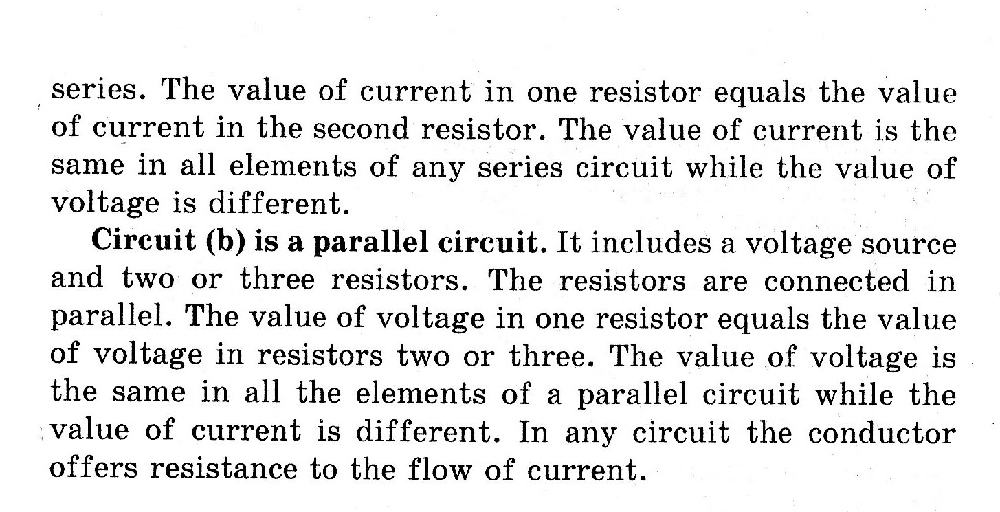 series. The value of current in one resistor equals the value
of current in the second resistor. The value of current is the
same in all elements of any series circuit while the value of
voltage is different.
Circuit (b) is a parallel circuit. It includes a voltage source
and two or three resistors. The resistors are connected in
parallel. The value of voltage in one resistor equals the value
of voltage in resistors two or three. The value of voltage is
the same in all the elements of a parallel circuit while the
value of current is different. In any circuit the conductor
offers resistance to the flow of current.